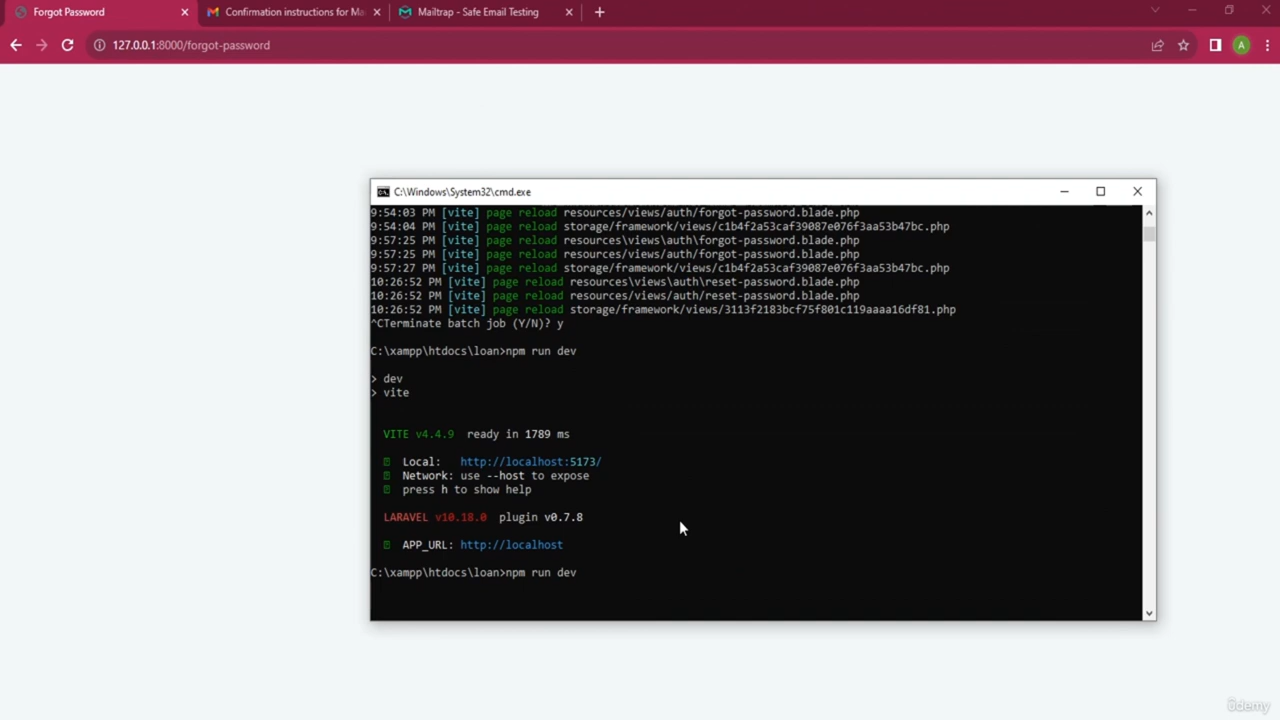 Forgot Password
Confirmation instructions for Ma
Mailtrap - Safe Email Testing
127.0.0.1:8000/forgot-password
A
C:\Windows\System32\cmd.exe
9:54:03 PM [vite] page reload resources/views/auth/forgot-password.blade.php
9:54:04 PM [vite] page reload storage/framework/views/c1b4f2a53caf39087e076f3aa53b47bc.php
9:57:25 PM [vite] page reload resources\views\auth\forgot-password.blade.php
9:57:25 PM [vite] page reload resources/views/auth/forgot-password.blade.php
9:57:27 PM [vite] page reload storage/framework/views/c1b4f2a53caf39087e076f3aa53b47bc.php
10:26:52 PM [vite] page reload resources\views\auth\reset-password.blade.php
10:26:52 PM [vite] page reload resources/views/auth/reset-password.blade.php
10:26:52 PM [vite] page reload storage/framework/views/3113f2183bcf75f801c119aaaa16df81.php
^CTerminate batch job (Y/N)? y
C:\xampp\htdocs\loan>npm run dev
> dev
> vite
VITE v4.4.9 ready in 1789 ms
Local: http://localhost:5173/
Network: use --host to expose
press h to show help
LARAVEL v10.18.0 plugin v0.7.8
APP_URL: http://localhost
C:\xampp\htdocs\loan>npm run dev
ûdemy